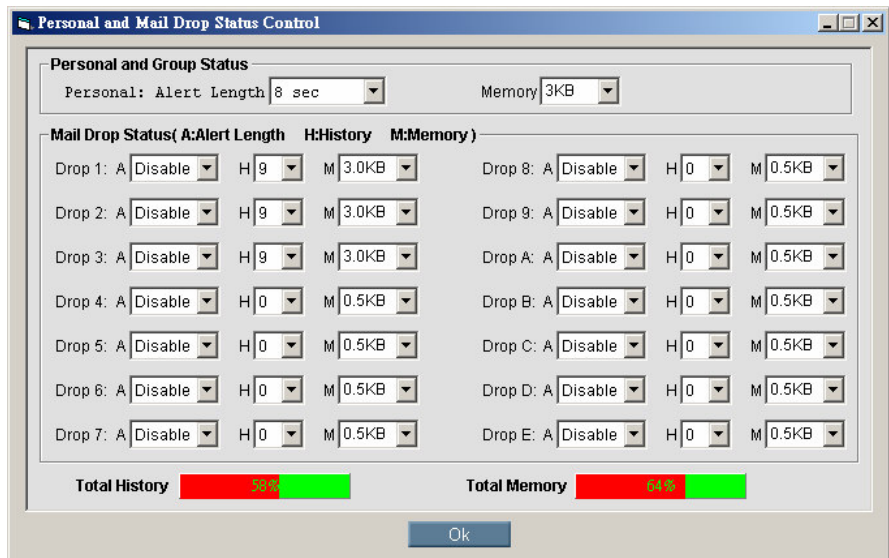 Personal and Mail Drop Status Control
Personal and Group Status
Personal: Alert Length 8 sec Memory 3KB
Mail Drop Status( A:Alert Length H:History M:Memory )
Drop 1: A Disable H 9 M 3.0KB Drop 8: A Disable H 0 M 0.5KB
Drop 2: A Disable H 9 M 3.0KB Drop 9: A Disable H 0 M 0.5KB
Drop 3: A Disable H 9 M 3.0KB Drop A: A Disable H 0 M 0.5KB
Drop 4: A Disable H 0 M 0.5KB Drop B: A Disable H 0 M 0.5KB
Drop 5: A Disable H 0 M 0.5KB Drop C: A Disable H 0 M 0.5KB
Drop 6: A Disable H 0 M 0.5KB Drop D: A Disable H 0 M 0.5KB
Drop 7: A Disable H 0 M 0.5KB Drop E: A Disable H 0 M 0.5KB
Total History 58% Total Memory 64%
Ok